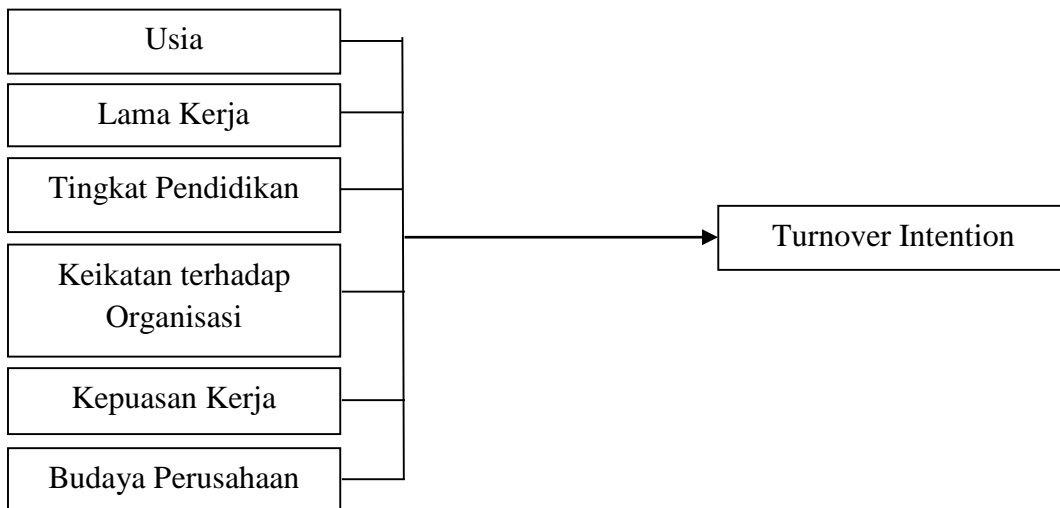 Usia
Lama Kerja
Tingkat Pendidikan
Keikatan terhadap
Organisasi
Kepuasan Kerja
Budaya Perusahaan
Turnover Intention